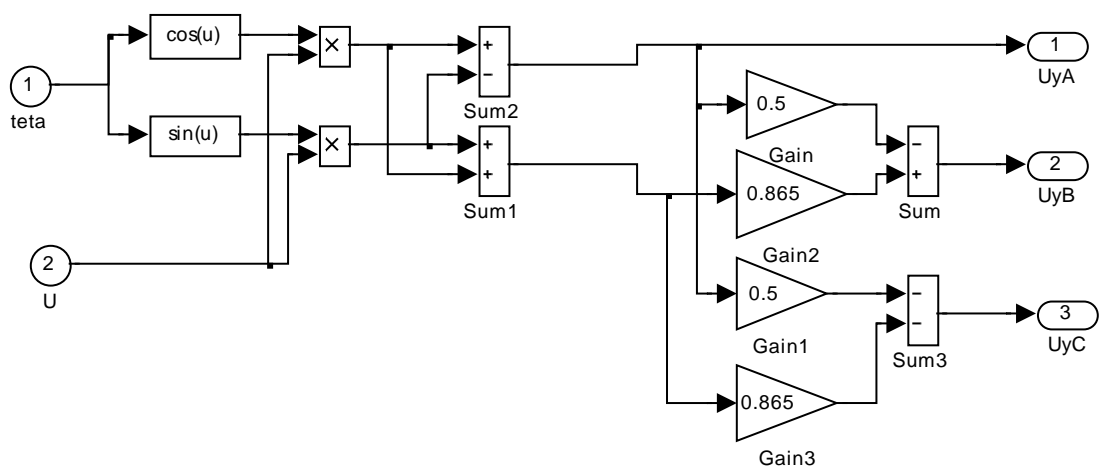 1
teta
cos(u)
sin(u)
×
×
2
U
+
−
Sum2
+
+
Sum1
0.5
Gain
0.865
Gain2
0.5
Gain1
0.865
Gain3
−
+
Sum
−
−
Sum3
1
UyA
2
UyB
3
UyC